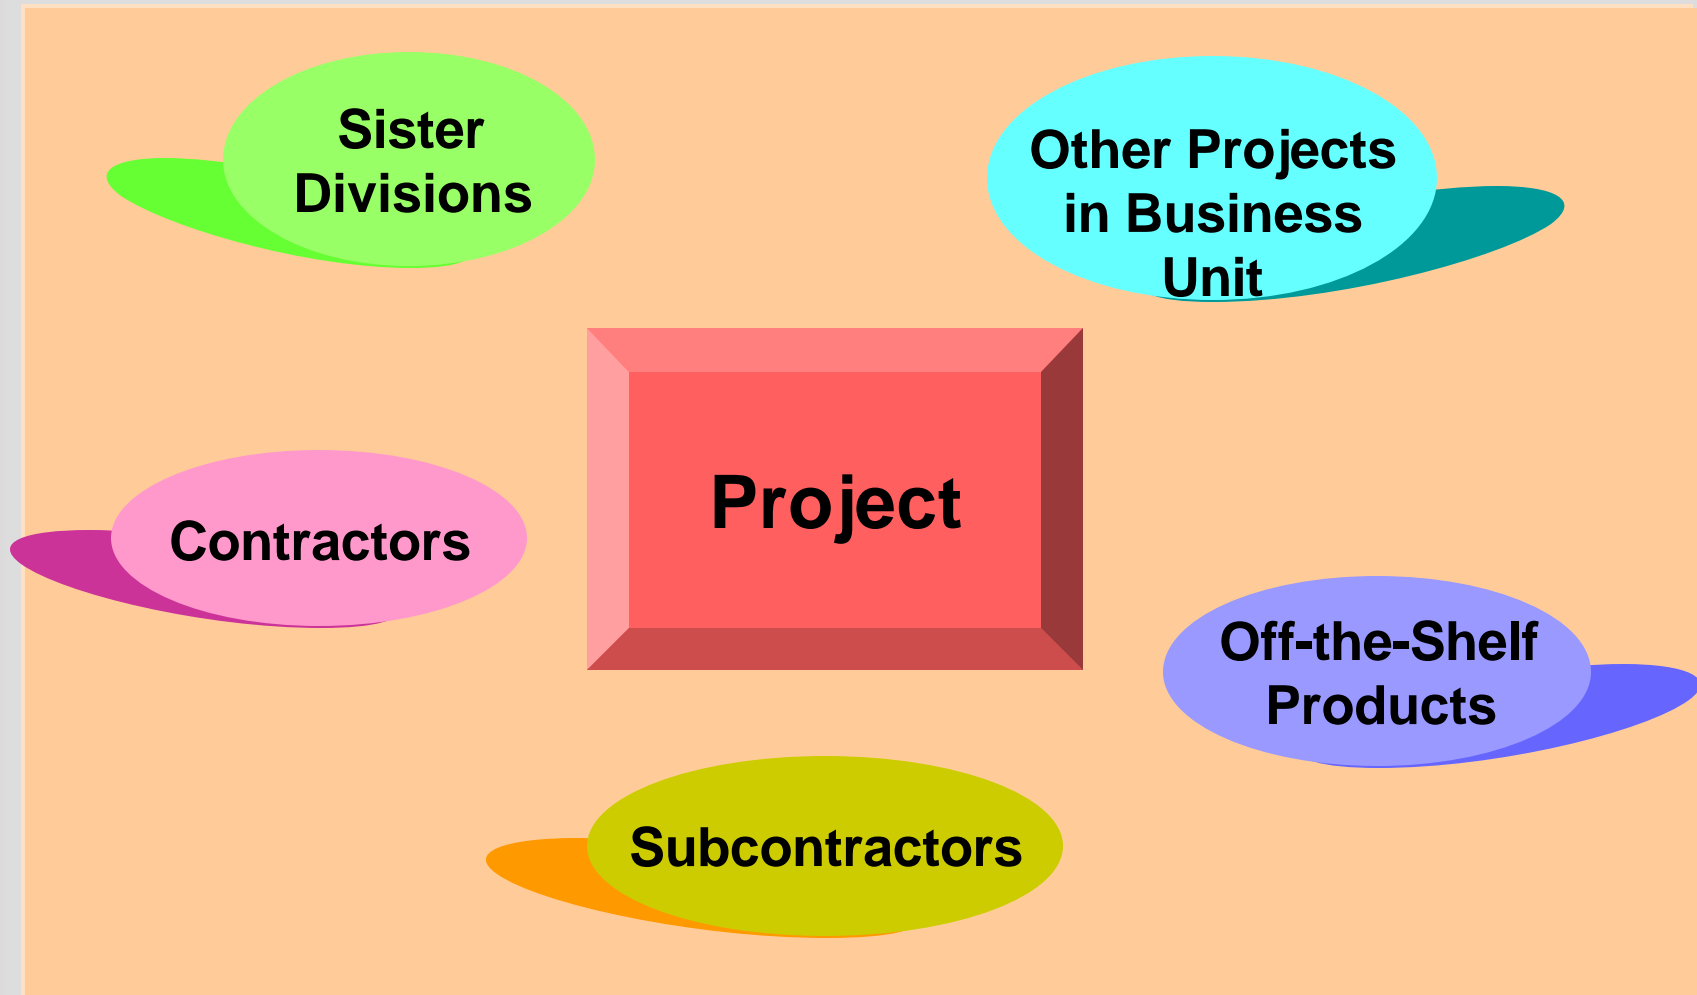 Sister
Divisions
Other Projects
in Business
Unit
Project
Contractors
Off-the-Shelf
Products
Subcontractors